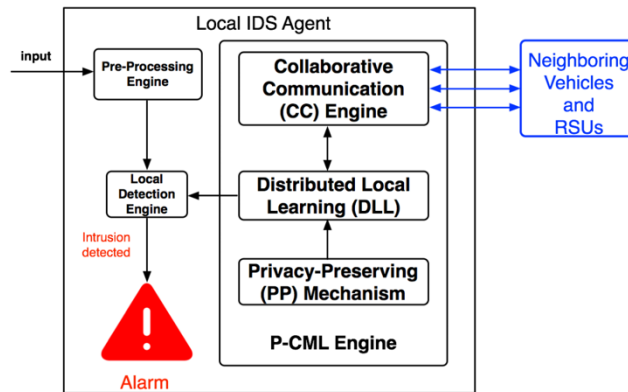 Local IDS Agent
input
Pre-Processing
Engine
Collaborative
Communication
(CC) Engine
Neighboring
Vehicles
and
RSUs
Local
Detection
Engine
Distributed Local
Learning (DLL)
Intrusion
detected
Privacy-Preserving
(PP) Mechanism
P-CML Engine
Alarm